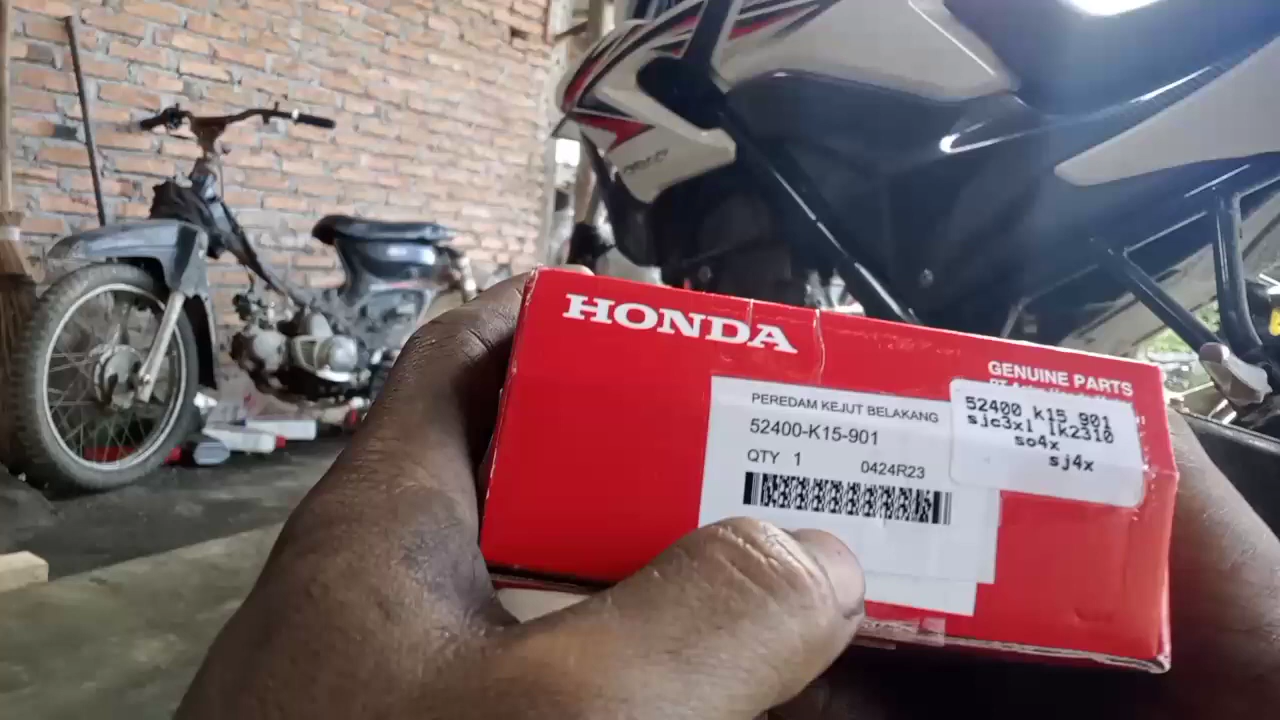 HONDA
GENUINE PARTS
PEREDAM KEJUT BELAKANG
52400-K15-901
QTY 1 0424R23
52400 k15 901
sjc3xl lk2310
so4x
sj4x